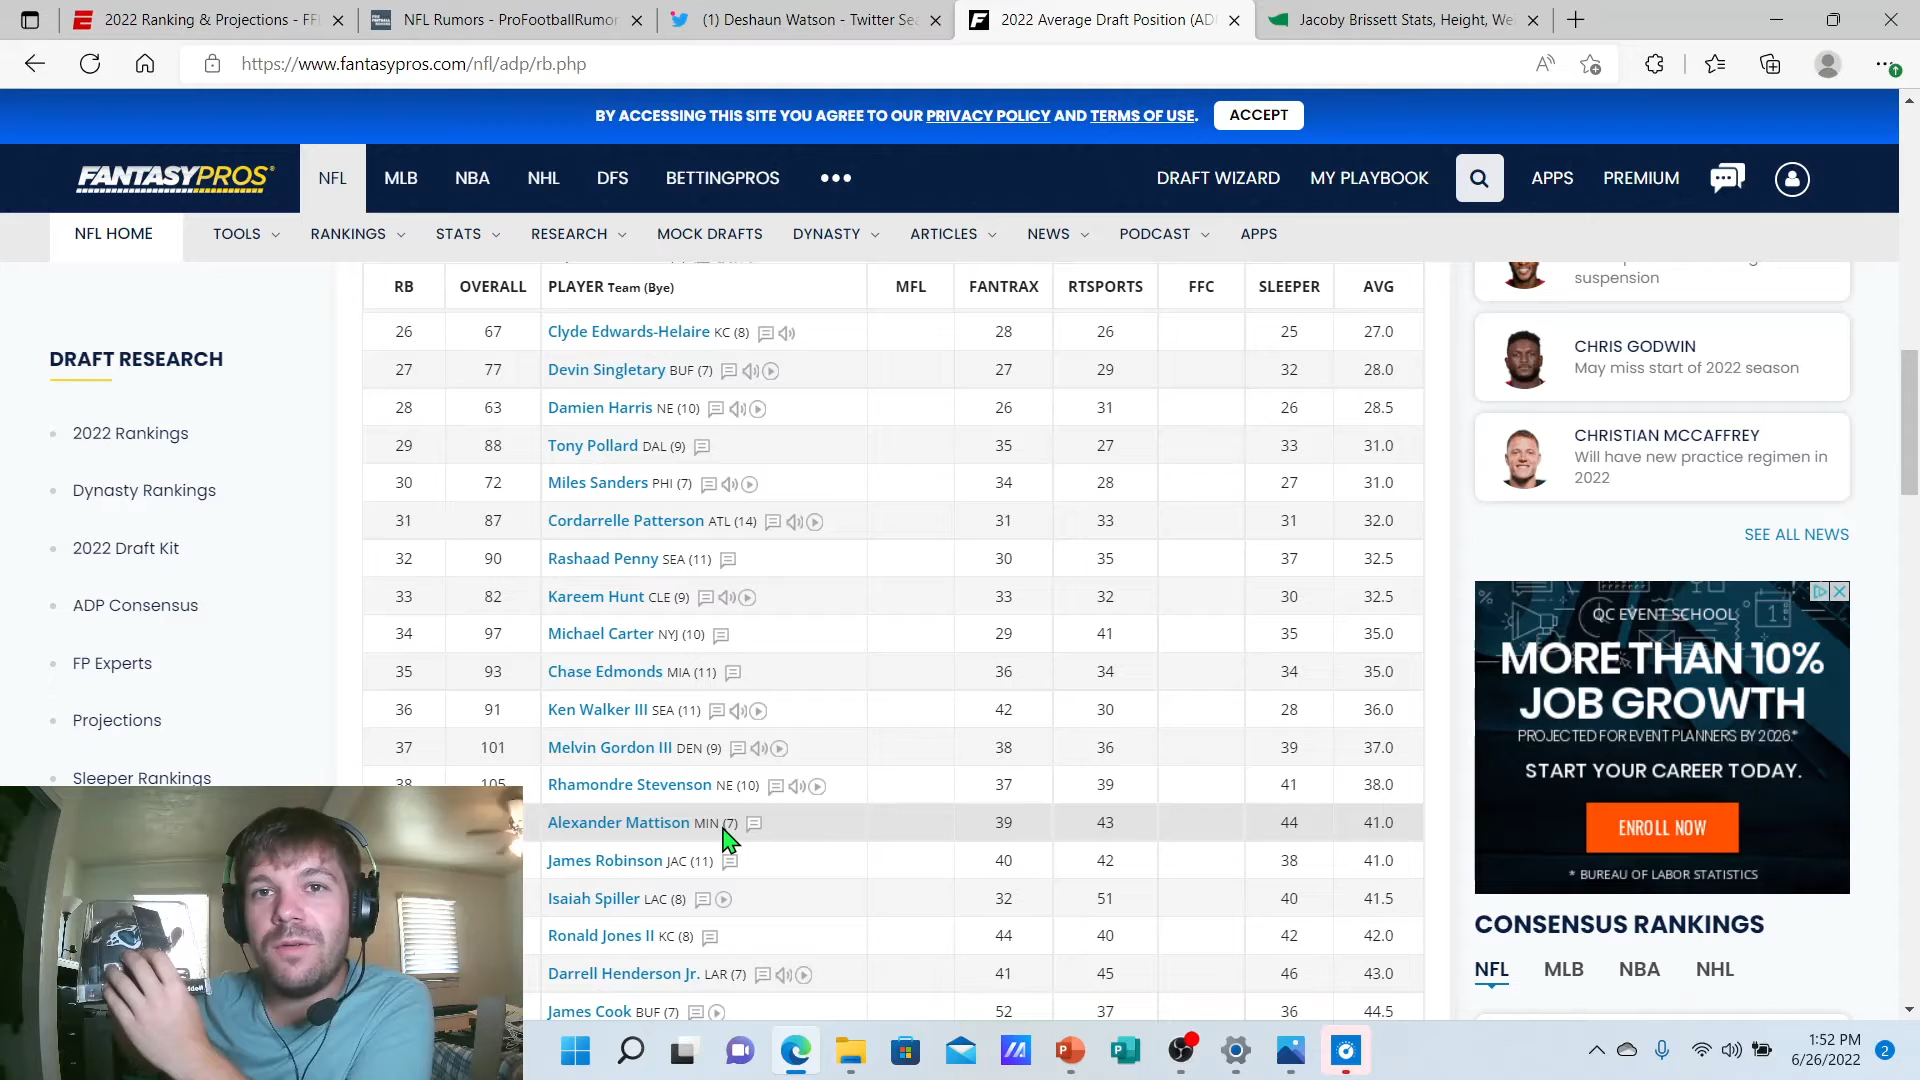 2022 Ranking & Projections - FF
NFL Rumors - ProFootballRumor
(1) Deshaun Watson - Twitter Se
2022 Average Draft Position (AD
Jacoby Brissett Stats, Height, We
https://www.fantasypros.com/nfl/adp/rb.php
BY ACCESSING THIS SITE YOU AGREE TO OUR PRIVACY POLICY AND TERMS OF USE. ACCEPT
FANTASYPROS NFL MLB NBA NHL DFS BETTINGPROS ••• DRAFT WIZARD MY PLAYBOOK APPS PREMIUM
NFL HOME TOOLS RANKINGS STATS RESEARCH MOCK DRAFTS DYNASTY ARTICLES NEWS PODCAST APPS
DRAFT RESEARCH
2022 Rankings
Dynasty Rankings
2022 Draft Kit
ADP Consensus
FP Experts
Projections
Sleeper Rankings
RB OVERALL PLAYER Team (Bye) MFL FANTRAX RTSPORTS FFC SLEEPER AVG
26 67 Clyde Edwards-Helaire KC (8) 28 26 25 27.0
27 77 Devin Singletary BUF (7) 27 29 32 28.0
28 63 Damien Harris NE (10) 26 31 26 28.5
29 88 Tony Pollard DAL (9) 35 27 33 31.0
30 72 Miles Sanders PHI (7) 34 28 27 31.0
31 87 Cordarrelle Patterson ATL (14) 31 33 31 32.0
32 90 Rashaad Penny SEA (11) 30 35 37 32.5
33 82 Kareem Hunt CLE (9) 33 32 30 32.5
34 97 Michael Carter NYJ (10) 29 41 35 35.0
35 93 Chase Edmonds MIA (11) 36 34 34 35.0
36 91 Ken Walker III SEA (11) 42 30 28 36.0
37 101 Melvin Gordon III DEN (9) 38 36 39 37.0
38 105 Rhamondre Stevenson NE (10) 37 39 41 38.0
Alexander Mattison MIN (7) 39 43 44 41.0
James Robinson JAC (11) 40 42 38 41.0
Isaiah Spiller LAC (8) 32 51 40 41.5
Ronald Jones II KC (8) 44 40 42 42.0
Darrell Henderson Jr. LAR (7) 41 45 46 43.0
James Cook BUF (7) 52 37 36 44.5
suspension
CHRIS GODWIN
May miss start of 2022 season
CHRISTIAN MCCAFFREY
Will have new practice regimen in
2022
SEE ALL NEWS
QC EVENT SCHOOL
MORE THAN 10%
JOB GROWTH
PROJECTED FOR EVENT PLANNERS BY 2026.*
START YOUR CAREER TODAY.
ENROLL NOW
* BUREAU OF LABOR STATISTICS
CONSENSUS RANKINGS
NFL MLB NBA NHL
1:52 PM
6/26/2022
2